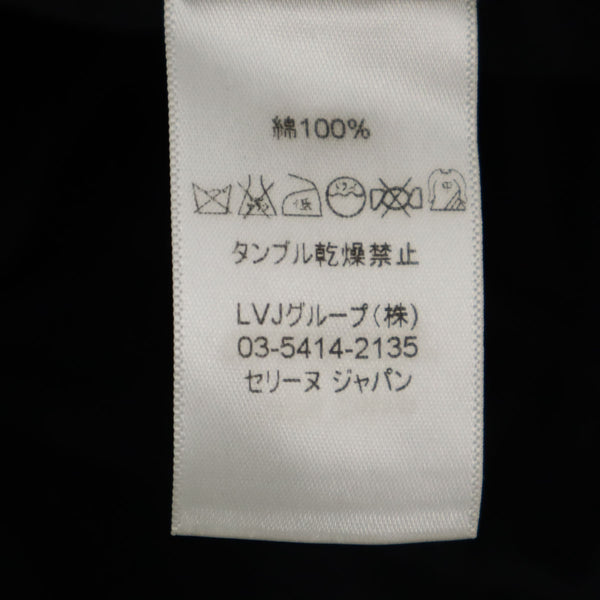 綿100%
低
タンブル乾燥禁止
LVJグループ(株)
03-5414-2135
セリーヌ ジャパン